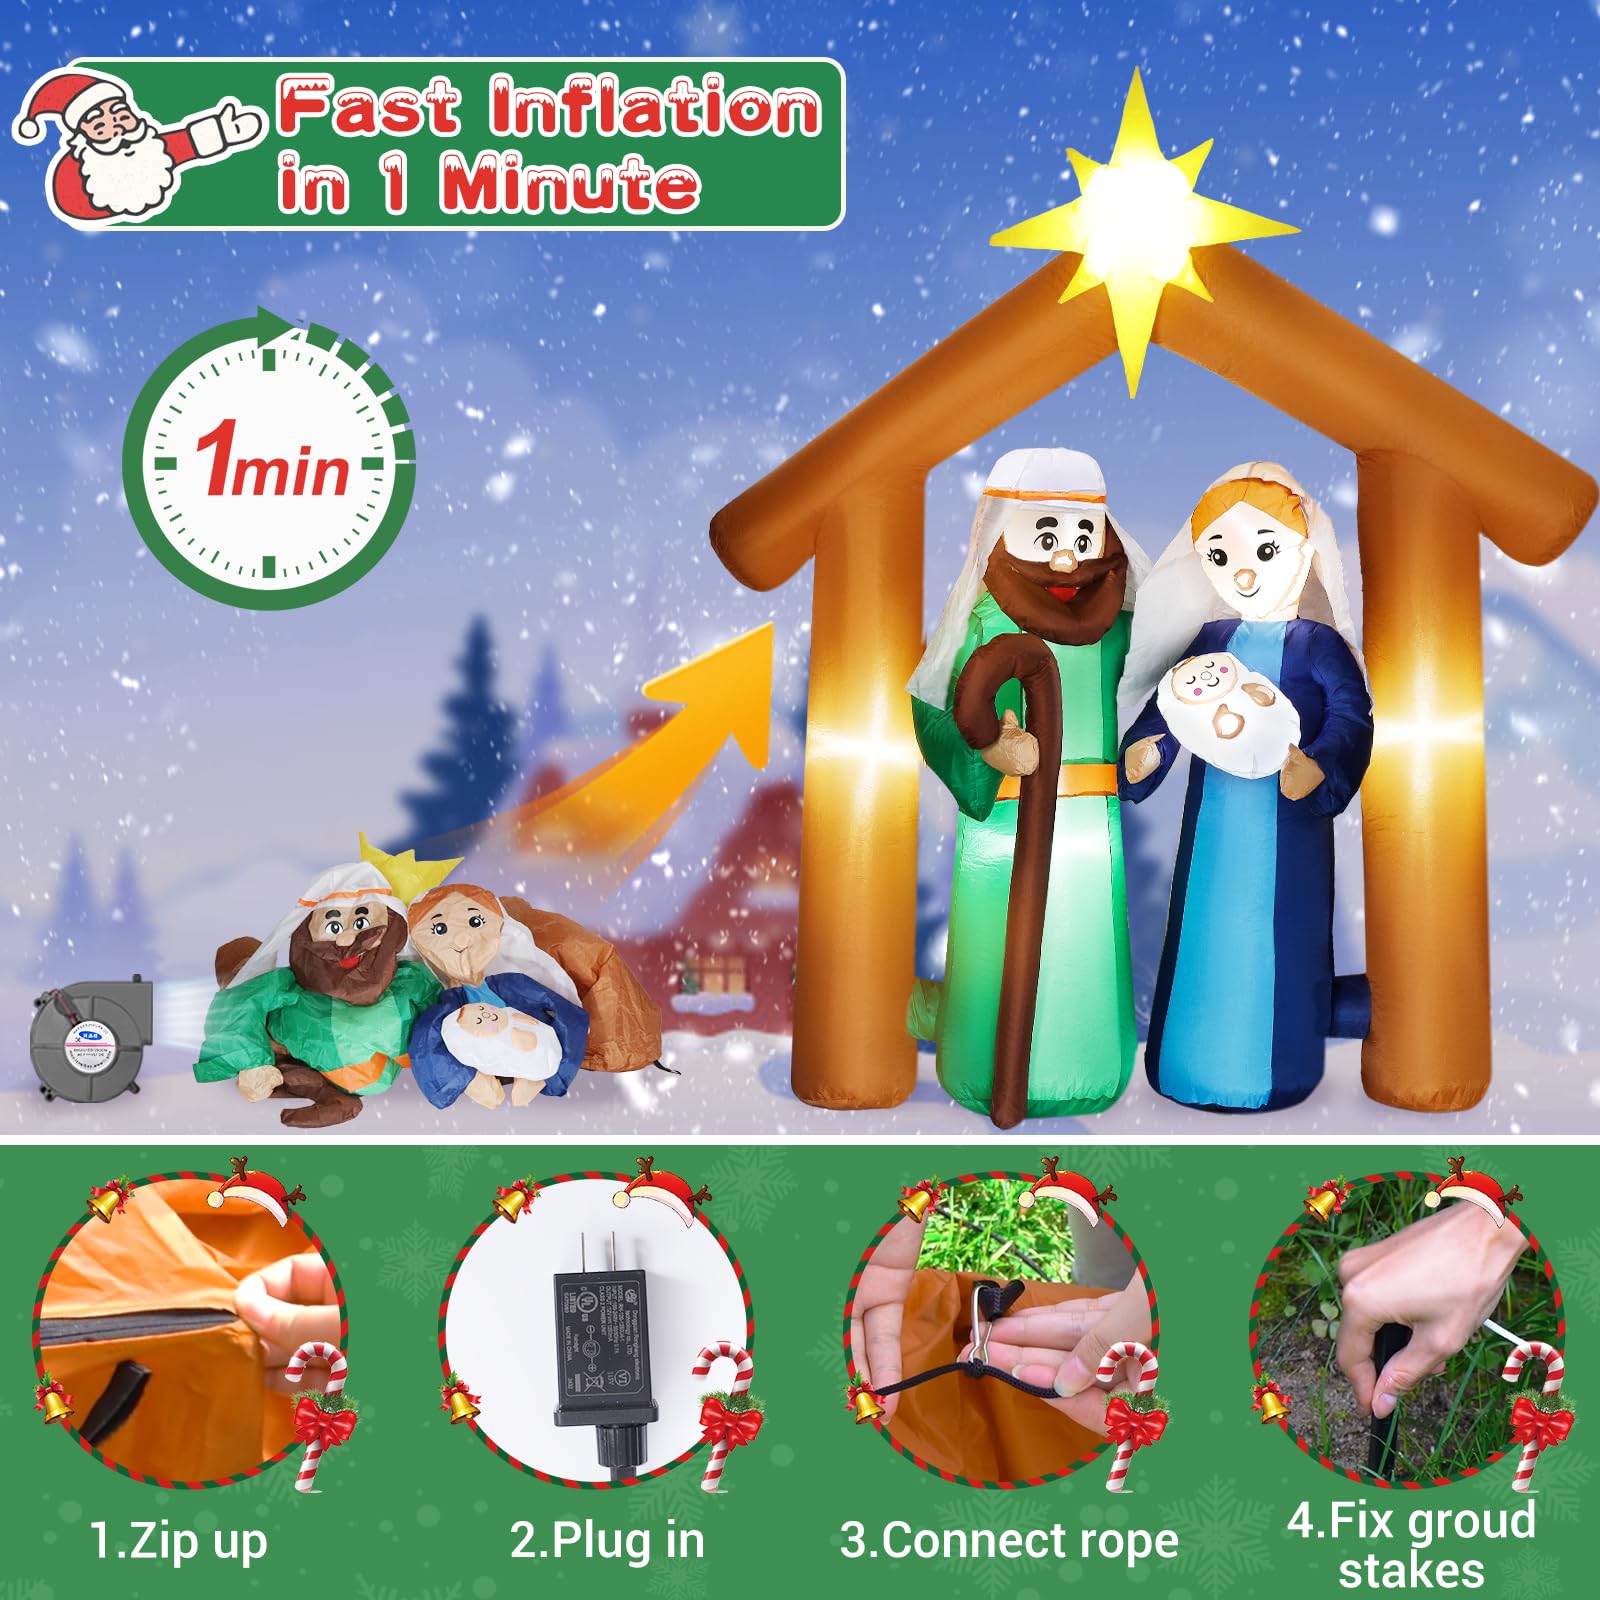 Fast Inflation
in 1 Minute
1min
1.Zip up
2.Plug in
3.Connect rope
4.Fix groud
stakes